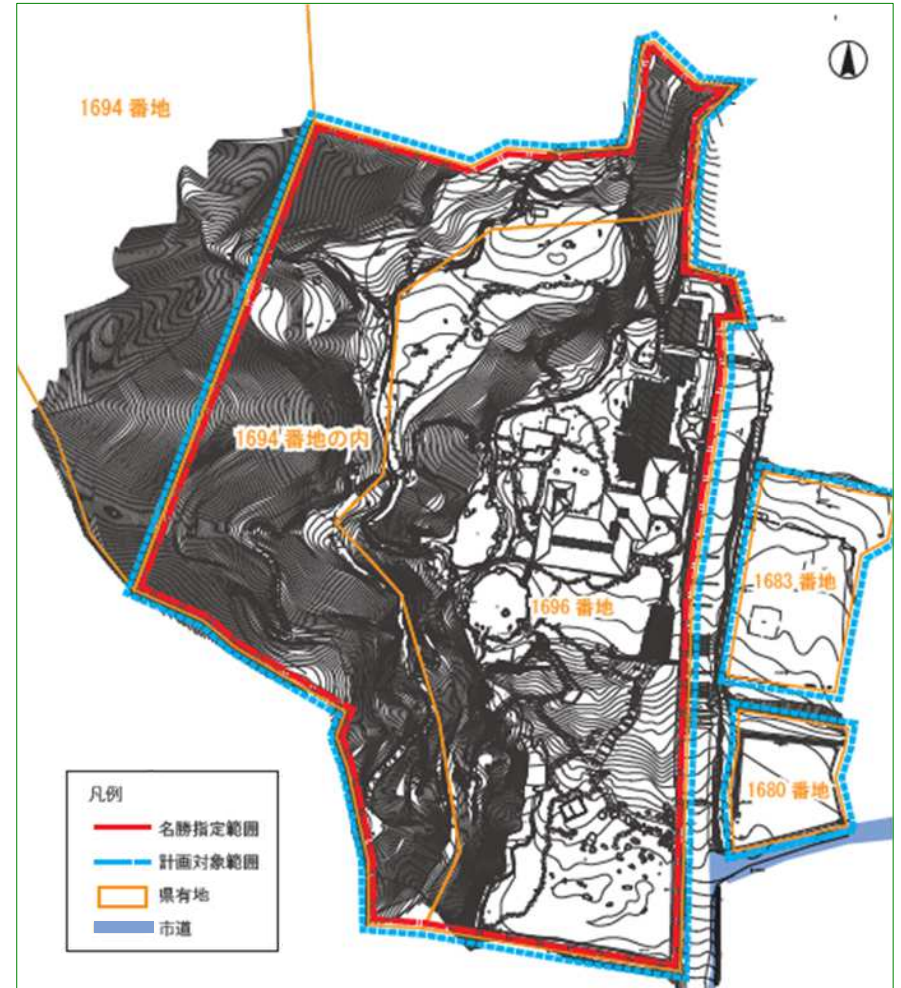 1694 番地
1694 番地の内
1696 番地
1683 番地
1680 番地
凡例
名勝指定範囲
計画対象範囲
県有地
市道